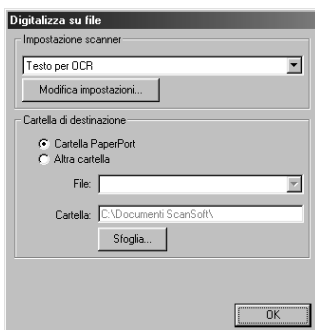 Digitalizza su file
Impostazione scanner
Testo per OCR
Modifica impostazioni...
Cartella di destinazione
Cartella PaperPort
Altra cartella
File:
Cartella: C:\Documenti ScanSoft\
Sfoglia...
OK